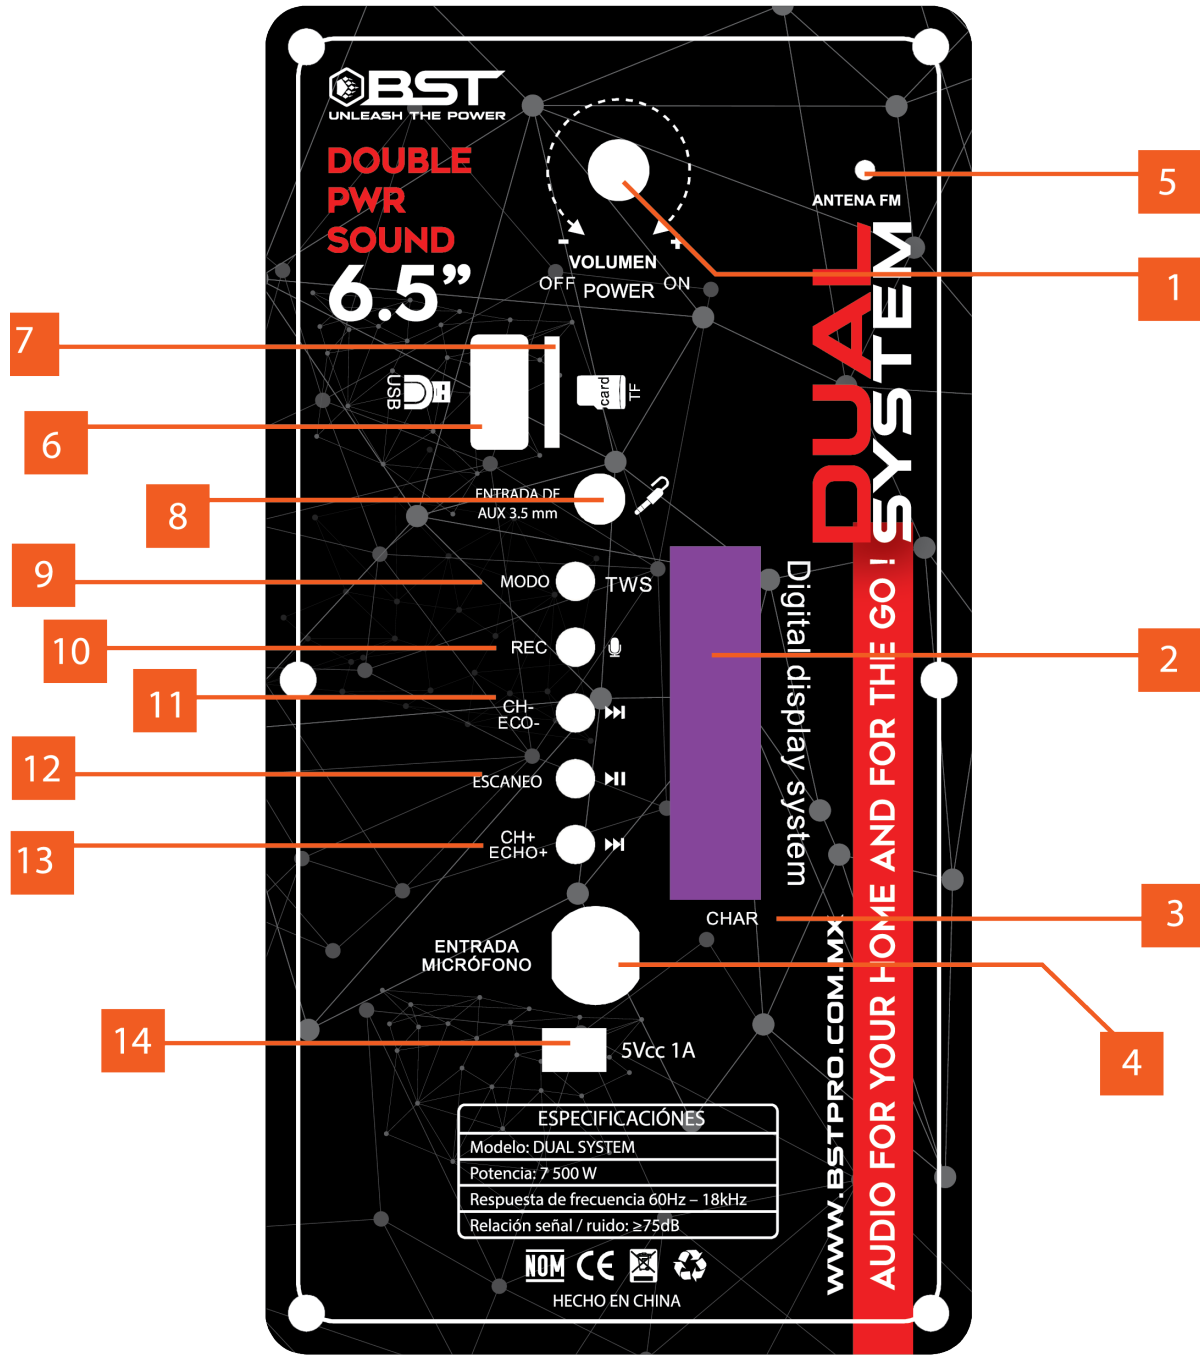 BST
UNLEASH THE POWER
DOUBLE
PWR
SOUND
6.5”
- +
VOLUMEN
OFF POWER ON
ANTENA FM
5
1
7
USB
card
TF
6
DUAL
SYSTEM
8
ENTRADA DE
AUX 3.5 mm
9
MODO TWS
10
REC
11
CH-
ECO-
12
ESCANEO
13
CH+
ECHO+
Digital display system
2
CHAR
3
ENTRADA
MICRÓFONO
4
14
5Vcc 1A
AUDIO FOR YOUR HOME AND FOR THE GO !
WWW.BSTPRO.COM.MX
ESPECIFICACIÓNES
Modelo: DUAL SYSTEM
Potencia: 7 500 W
Respuesta de frecuencia 60Hz – 18kHz
Relación señal / ruido: ≥75dB
NOM CE
HECHO EN CHINA